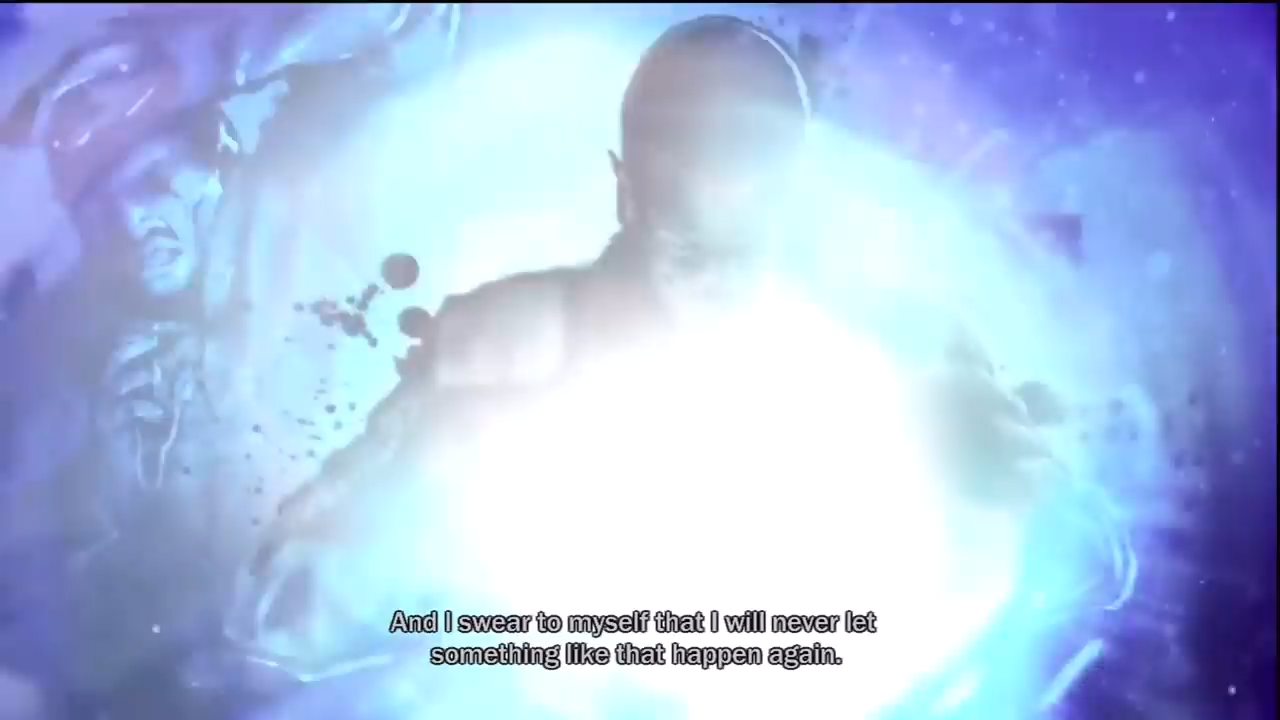 And I swear to myself that I will never let
something like that happen again.